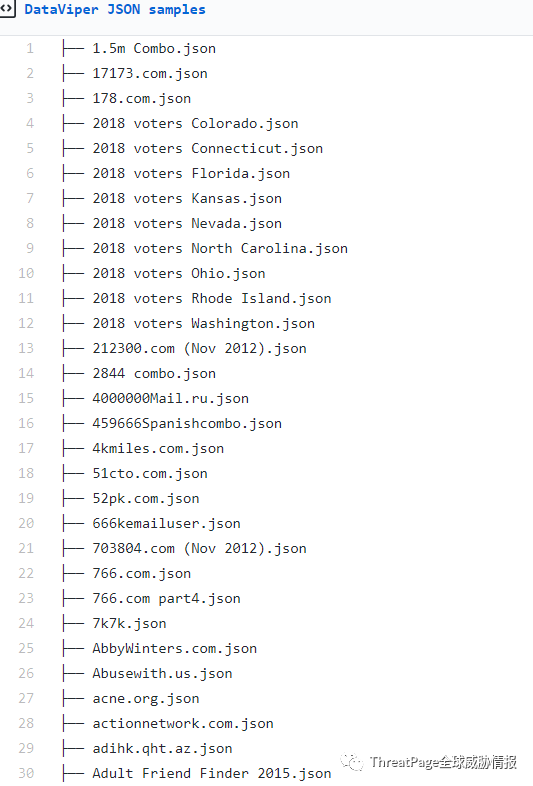 <> DataViper JSON samples
1 ├── 1.5m Combo.json
2 ├── 17173.com.json
3 ├── 178.com.json
4 ├── 2018 voters Colorado.json
5 ├── 2018 voters Connecticut.json
6 ├── 2018 voters Florida.json
7 ├── 2018 voters Kansas.json
8 ├── 2018 voters Nevada.json
9 ├── 2018 voters North Carolina.json
10 ├── 2018 voters Ohio.json
11 ├── 2018 voters Rhode Island.json
12 ├── 2018 voters Washington.json
13 ├── 212300.com (Nov 2012).json
14 ├── 2844 combo.json
15 ├── 4000000Mail.ru.json
16 ├── 459666Spanishcombo.json
17 ├── 4kmiles.com.json
18 ├── 51cto.com.json
19 ├── 52pk.com.json
20 ├── 666kemailuser.json
21 ├── 703804.com (Nov 2012).json
22 ├── 766.com.json
23 ├── 766.com part4.json
24 ├── 7k7k.json
25 ├── AbbyWinters.com.json
26 ├── Abusewith.us.json
27 ├── acne.org.json
28 ├── actionnetwork.com.json
29 ├── adihk.qht.az.json
30 ├── Adult Friend Finder 2015.json
ThreatPage全球威胁情报